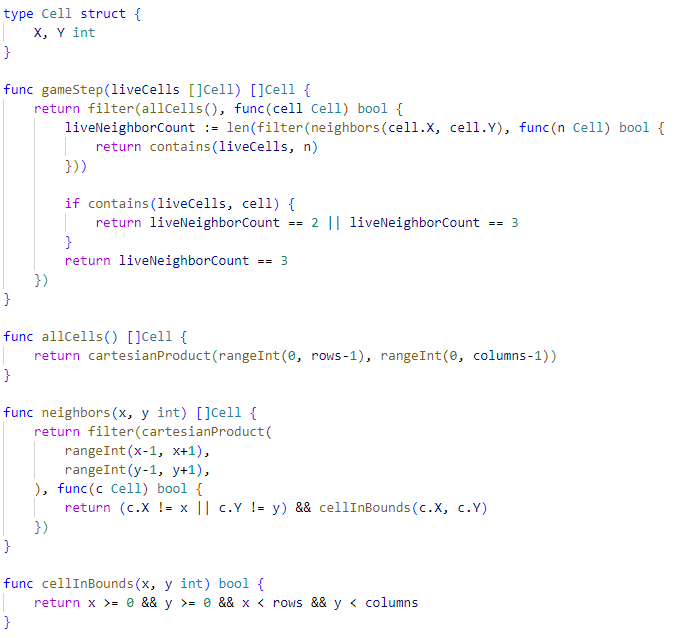 type Cell struct {
    X, Y int
}

func gameStep(liveCells []Cell) []Cell {
    return filter(allCells(), func(cell Cell) bool {
        liveNeighborCount := len(filter(neighbors(cell.X, cell.Y), func(n Cell) bool {
            return contains(liveCells, n)
        }))

        if contains(liveCells, cell) {
            return liveNeighborCount == 2 || liveNeighborCount == 3
        }
        return liveNeighborCount == 3
    })
}

func allCells() []Cell {
    return cartesianProduct(rangeInt(0, rows-1), rangeInt(0, columns-1))
}

func neighbors(x, y int) []Cell {
    return filter(cartesianProduct(
        rangeInt(x-1, x+1),
        rangeInt(y-1, y+1),
    ), func(c Cell) bool {
        return (c.X != x || c.Y != y) && cellInBounds(c.X, c.Y)
    })
}

func cellInBounds(x, y int) bool {
    return x >= 0 && y >= 0 && x < rows && y < columns
}